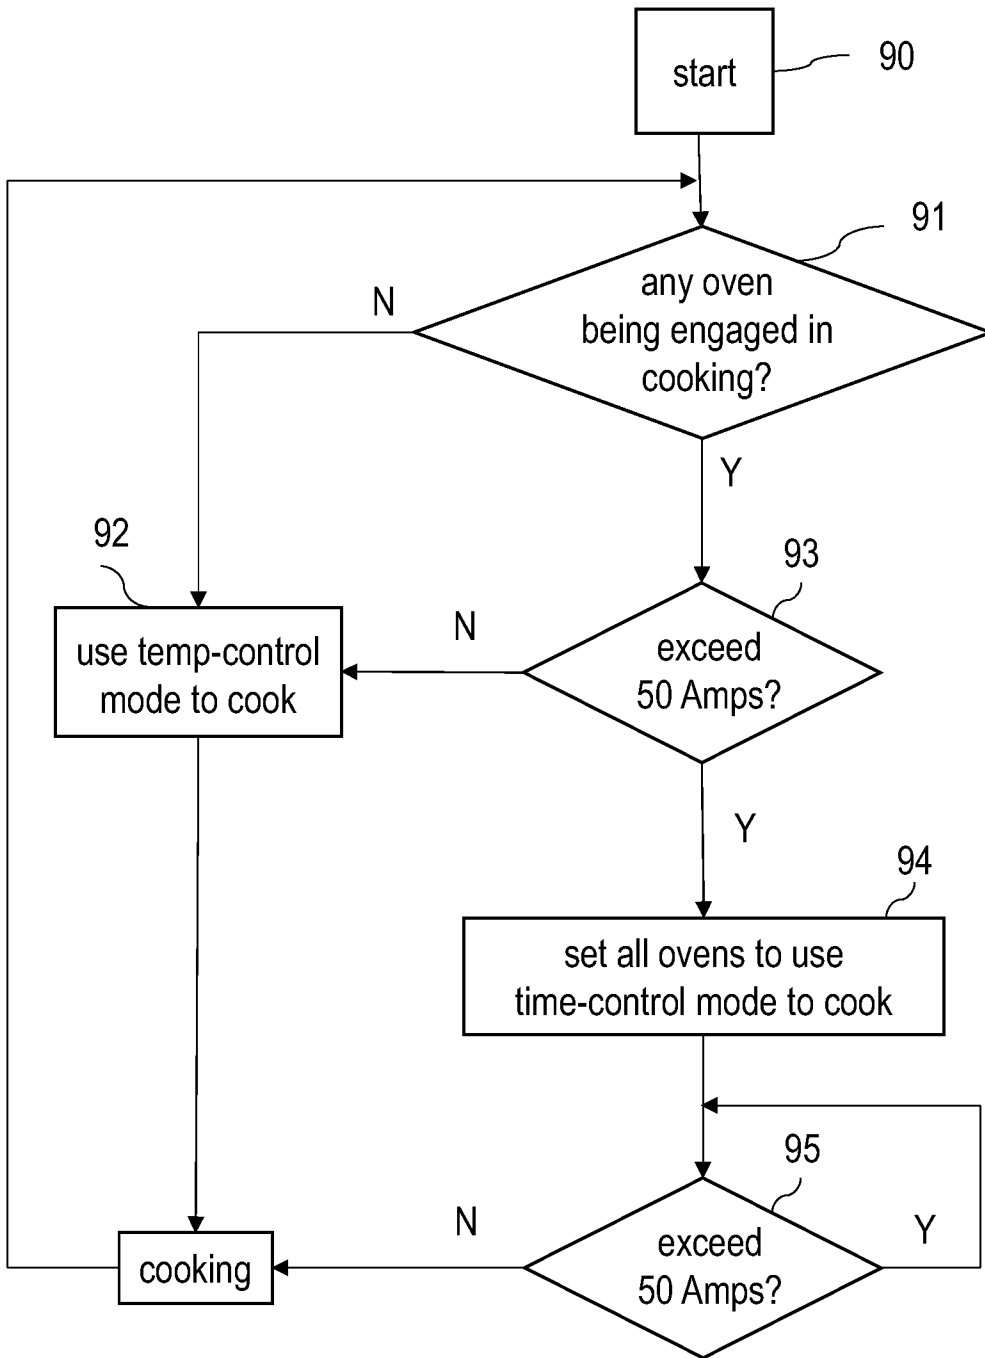 start
90
91
any oven
being engaged in
cooking?
N
Y
92
93
use temp-control
mode to cook
N
exceed
50 Amps?
Y
94
set all ovens to use
time-control mode to cook
95
N
exceed
50 Amps?
Y
cooking